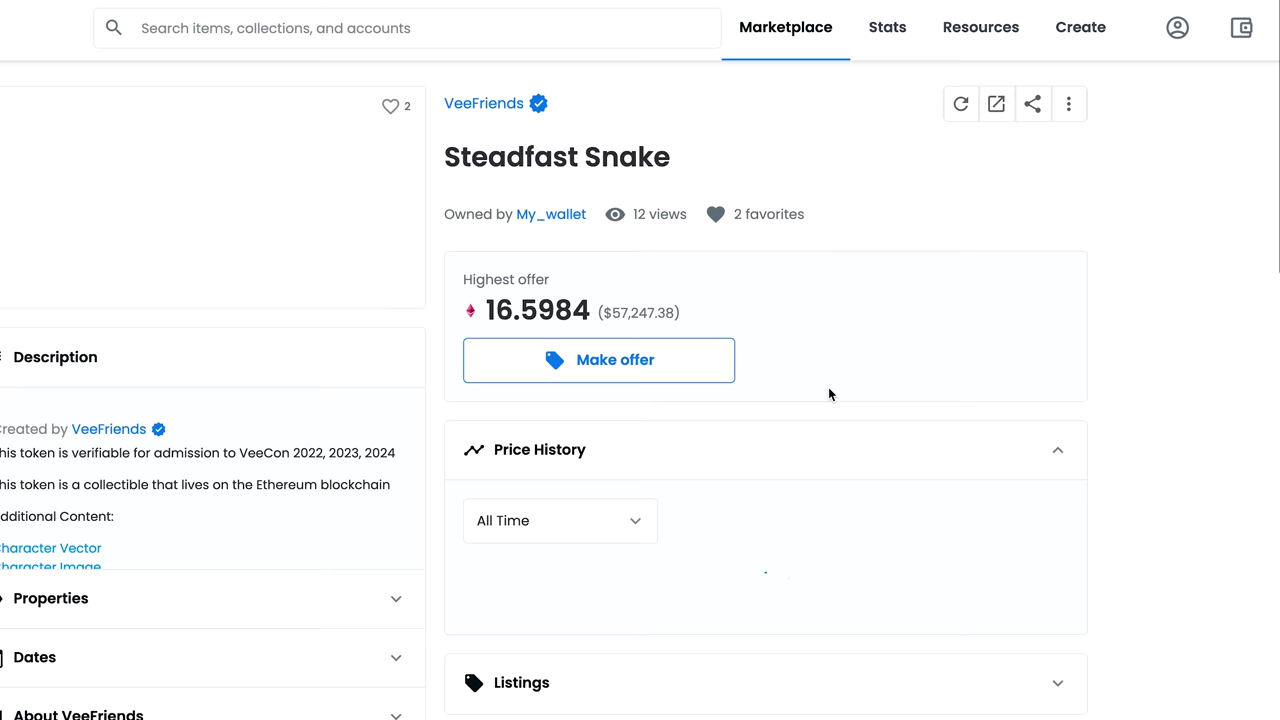 Search items, collections, and accounts
Marketplace
Stats
Resources
Create
2
VeeFriends
Steadfast Snake
Owned by My_wallet
12 views
2 favorites
Highest offer
16.5984 ($57,247.38)
Make offer
Description
reated by VeeFriends
his token is verifiable for admission to VeeCon 2022, 2023, 2024
his token is a collectible that lives on the Ethereum blockchain
dditional Content:
haracter Vector
haracter Image
Properties
Dates
About VeeFriends
Price History
All Time
Listings